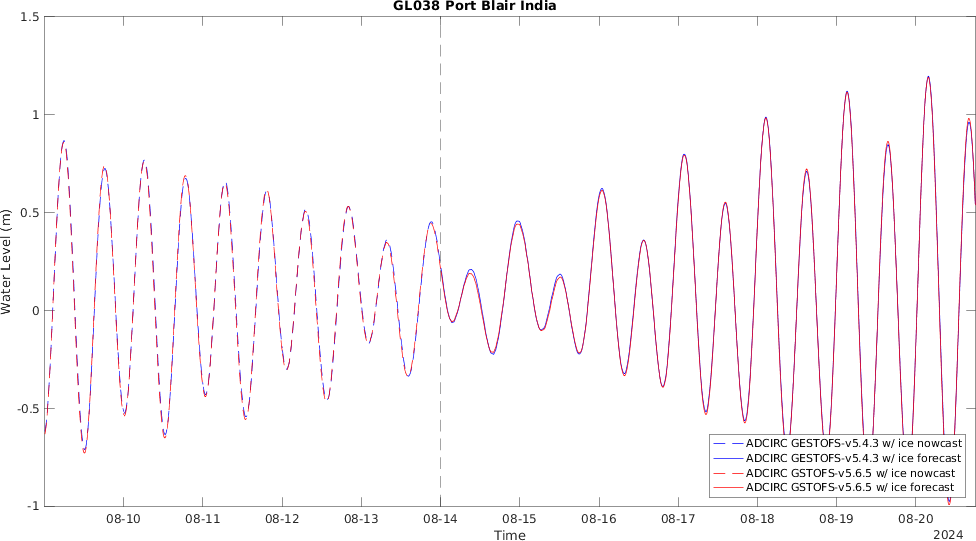 GL038 Port Blair India
Water Level (m)
1.5
1
0.5
0
-0.5
-1
ADCIRC GESTOFS-v5.4.3 w/ ice nowcast
ADCIRC GESTOFS-v5.4.3 w/ ice forecast
ADCIRC GSTOFS-v5.6.5 w/ ice nowcast
ADCIRC GSTOFS-v5.6.5 w/ ice forecast
08-10 08-11 08-12 08-13 08-14 08-15 08-16 08-17 08-18 08-19 08-20
Time
2024